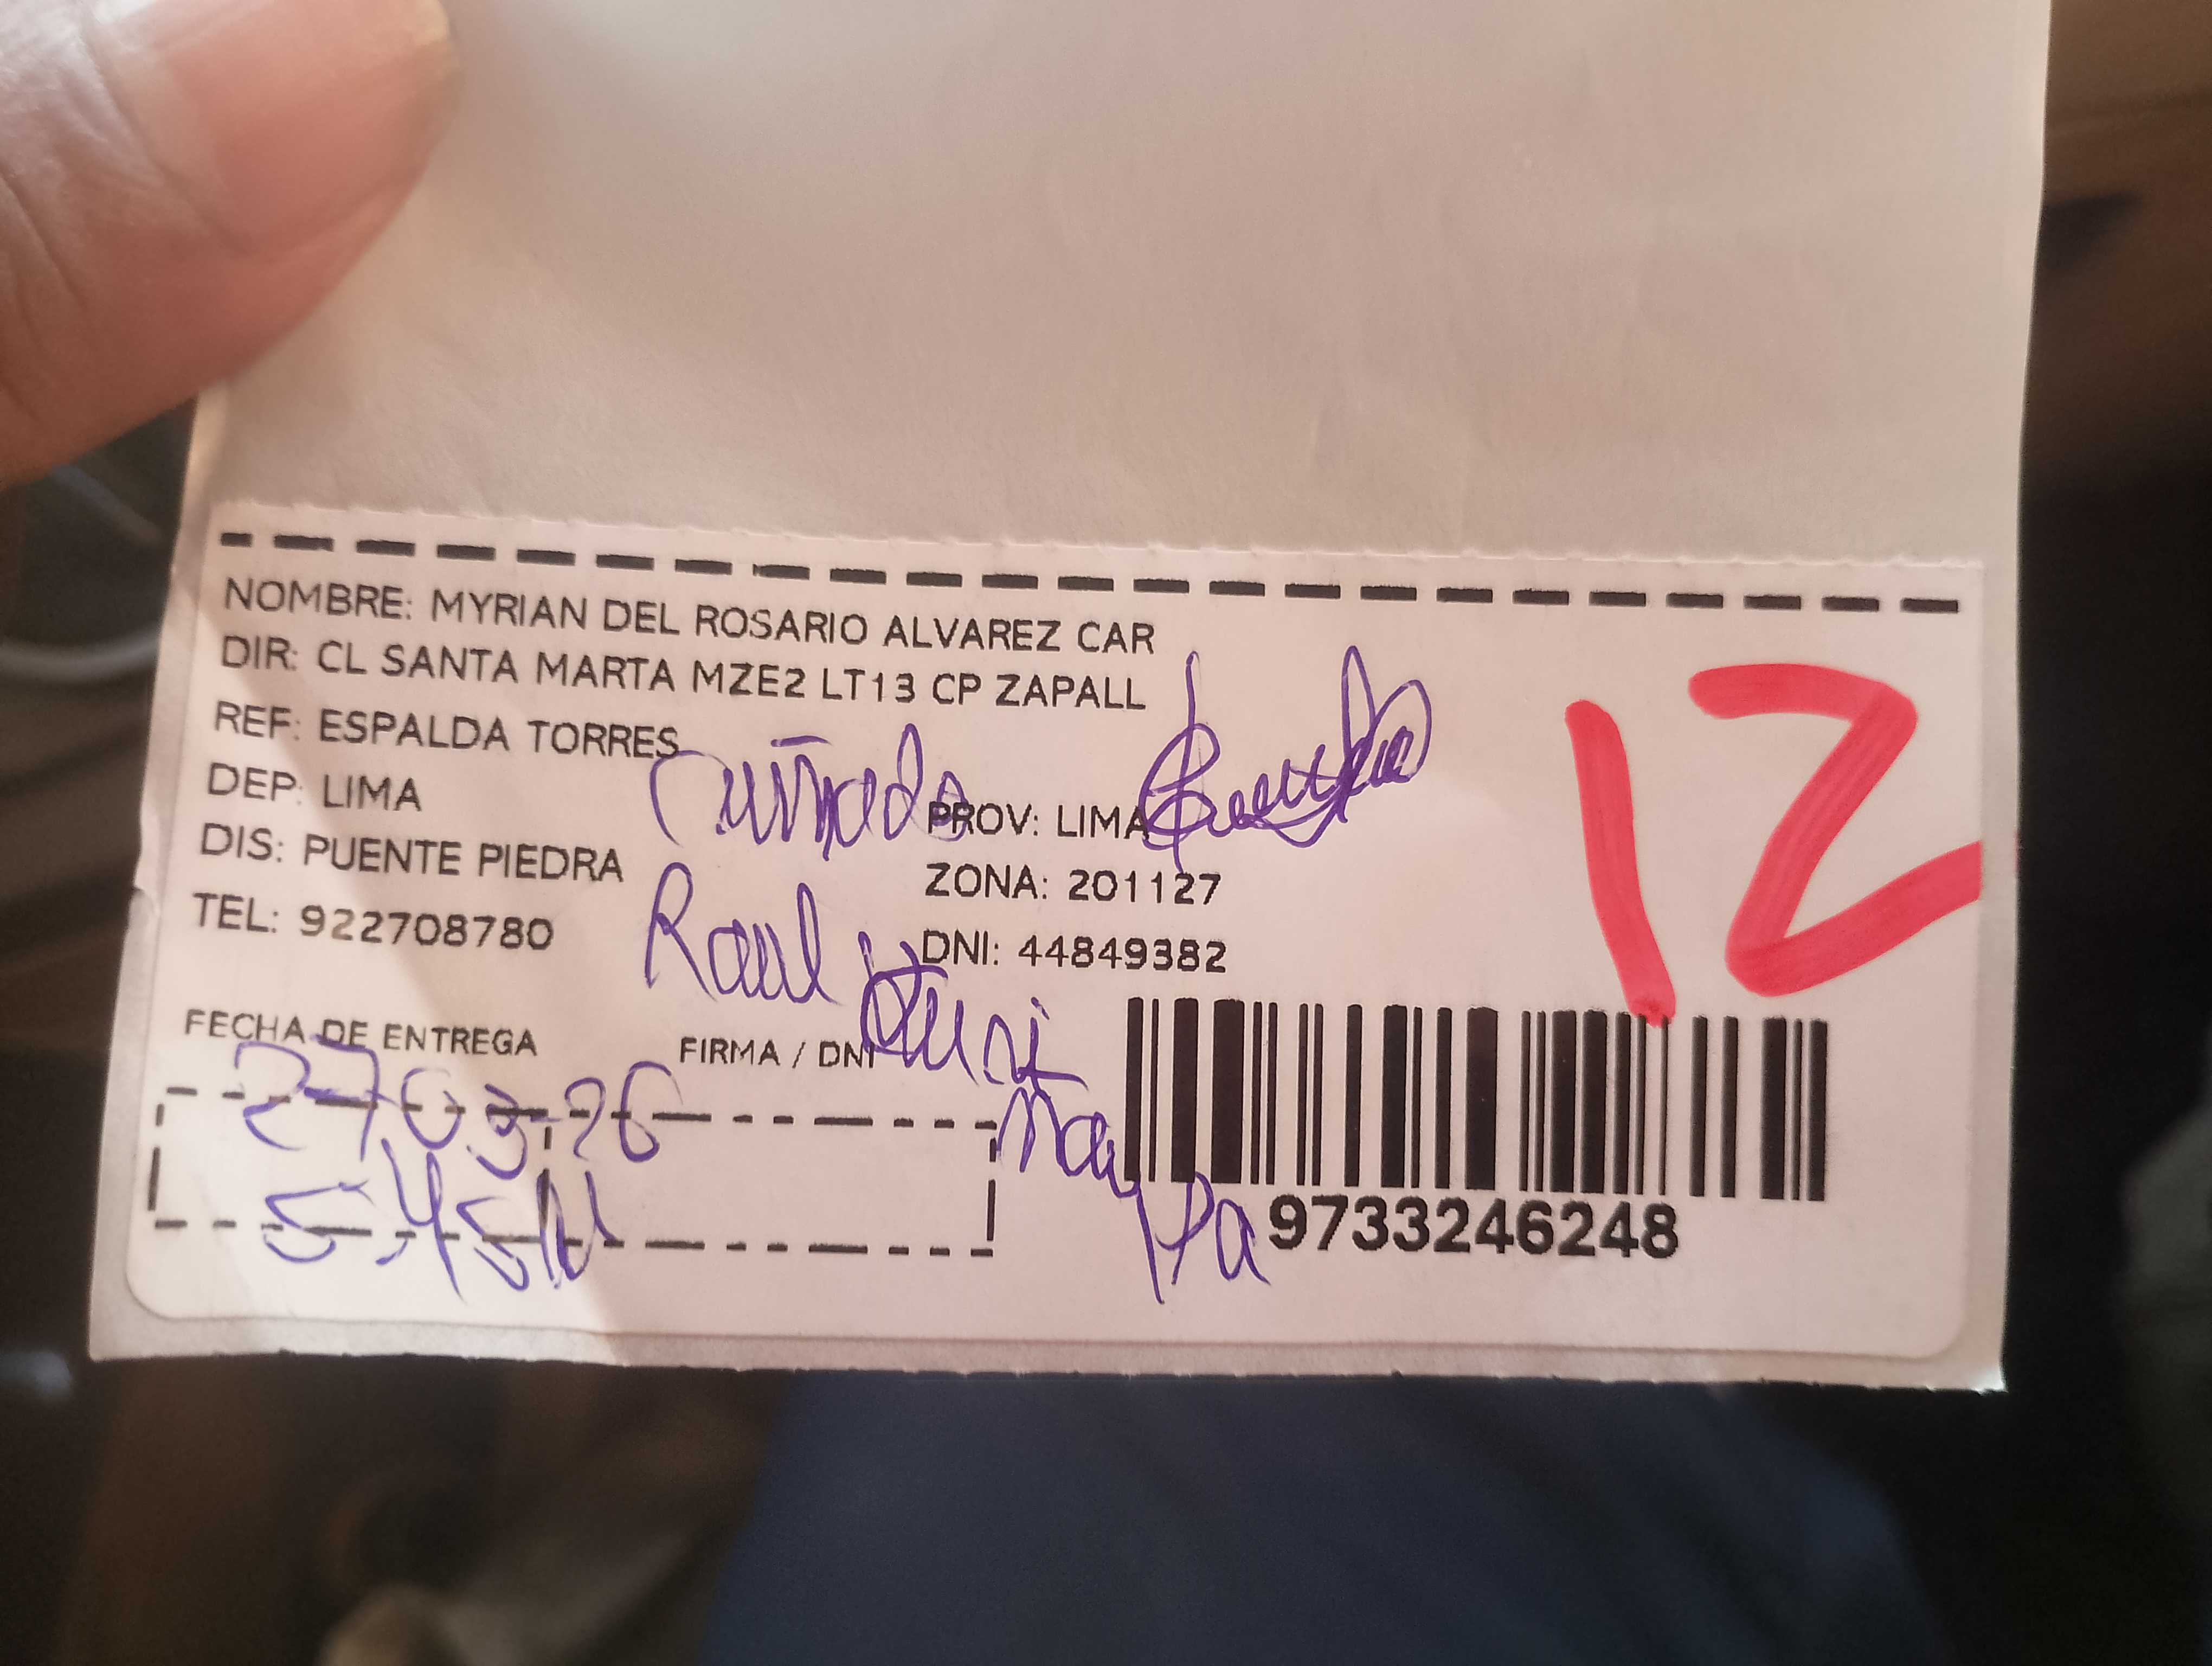 NOMBRE: MYRIAN DEL ROSARIO ALVAREZ CAR
DIR: CL SANTA MARTA MZE2 LT13 CP ZAPALL
REF: ESPALDA TORRES
Cuñado
DEP: LIMA PROV: LIMA
DIS: PUENTE PIEDRA ZONA: 201127
Raul
TEL: 922708780 DNI: 44849382
12
FECHA DE ENTREGA FIRMA / DNI
27 03 26
9733246248